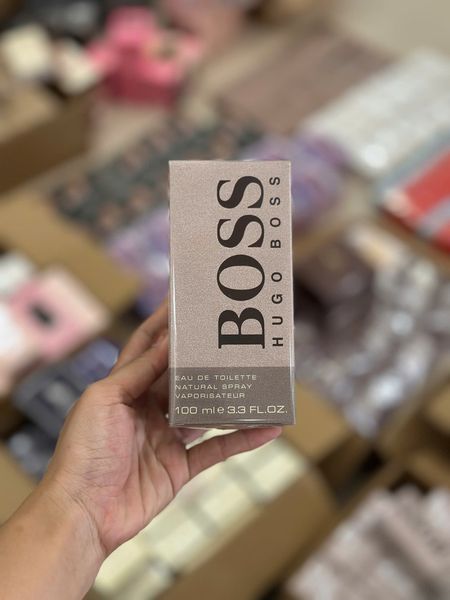 BOSS
HUGO BOSS
EAU DE TOILETTE
NATURAL SPRAY
VAPORISATEUR
100 ml e 3.3 FL.OZ.